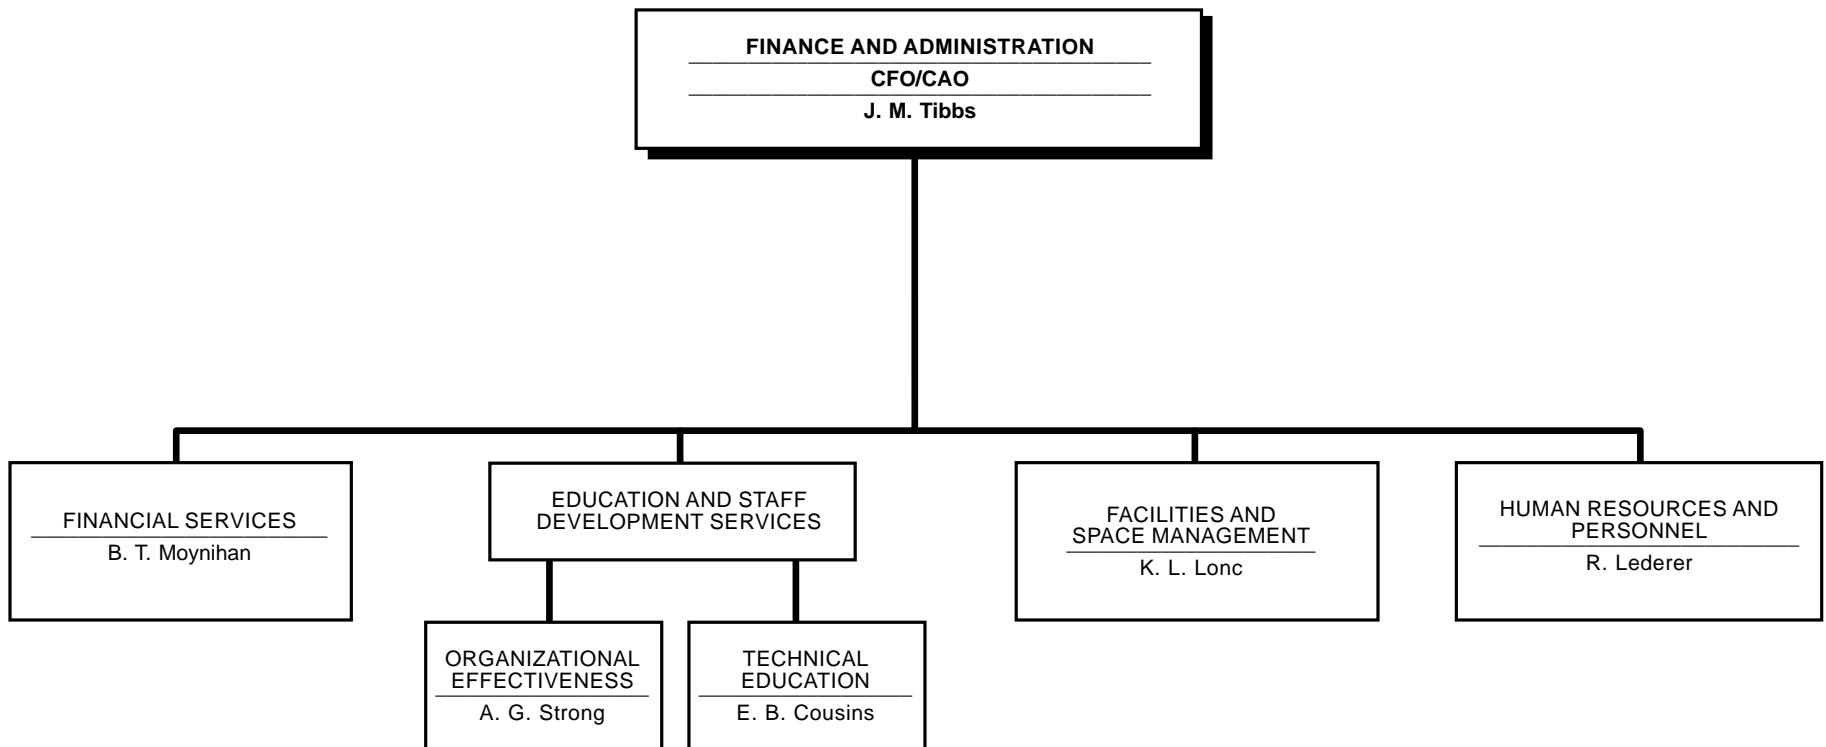 FINANCE AND ADMINISTRATION
CFO/CAO
J. M. Tibbs
FINANCIAL SERVICES
B. T. Moynihan
EDUCATION AND STAFF
DEVELOPMENT SERVICES
FACILITIES AND
SPACE MANAGEMENT
K. L. Lonc
HUMAN RESOURCES AND
PERSONNEL
R. Lederer
ORGANIZATIONAL
EFFECTIVENESS
A. G. Strong
TECHNICAL
EDUCATION
E. B. Cousins